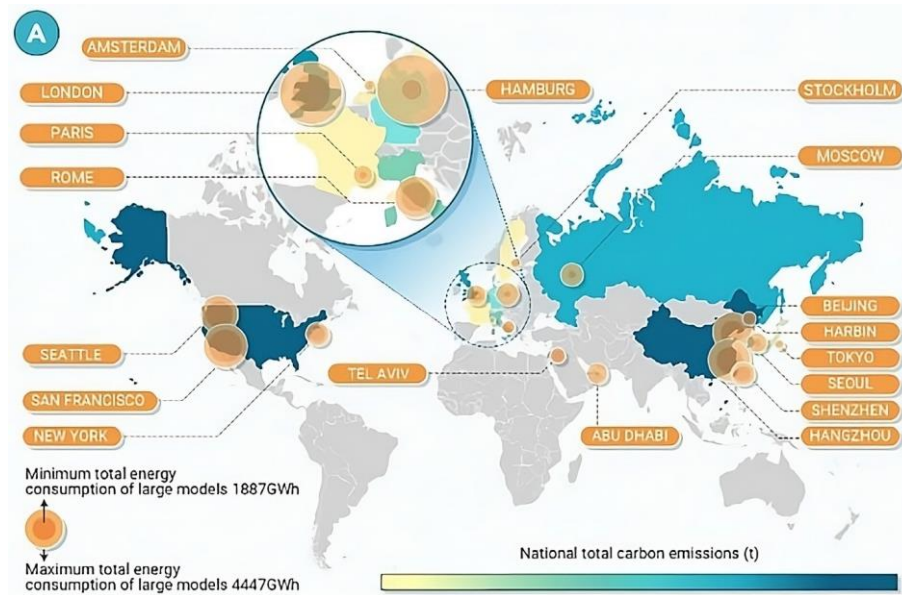 A
AMSTERDAM
LONDON
HAMBURG
STOCKHOLM
PARIS
MOSCOW
ROME
BEIJING
HARBIN
SEATTLE
TOKYO
TEL AVIV
SEOUL
SAN FRANCISCO
SHENZHEN
NEW YORK
ABU DHABI
HANGZHOU
Minimum total energy
consumption of large models 1887GWh
Maximum total energy
consumption of large models 4447GWh
National total carbon emissions (t)